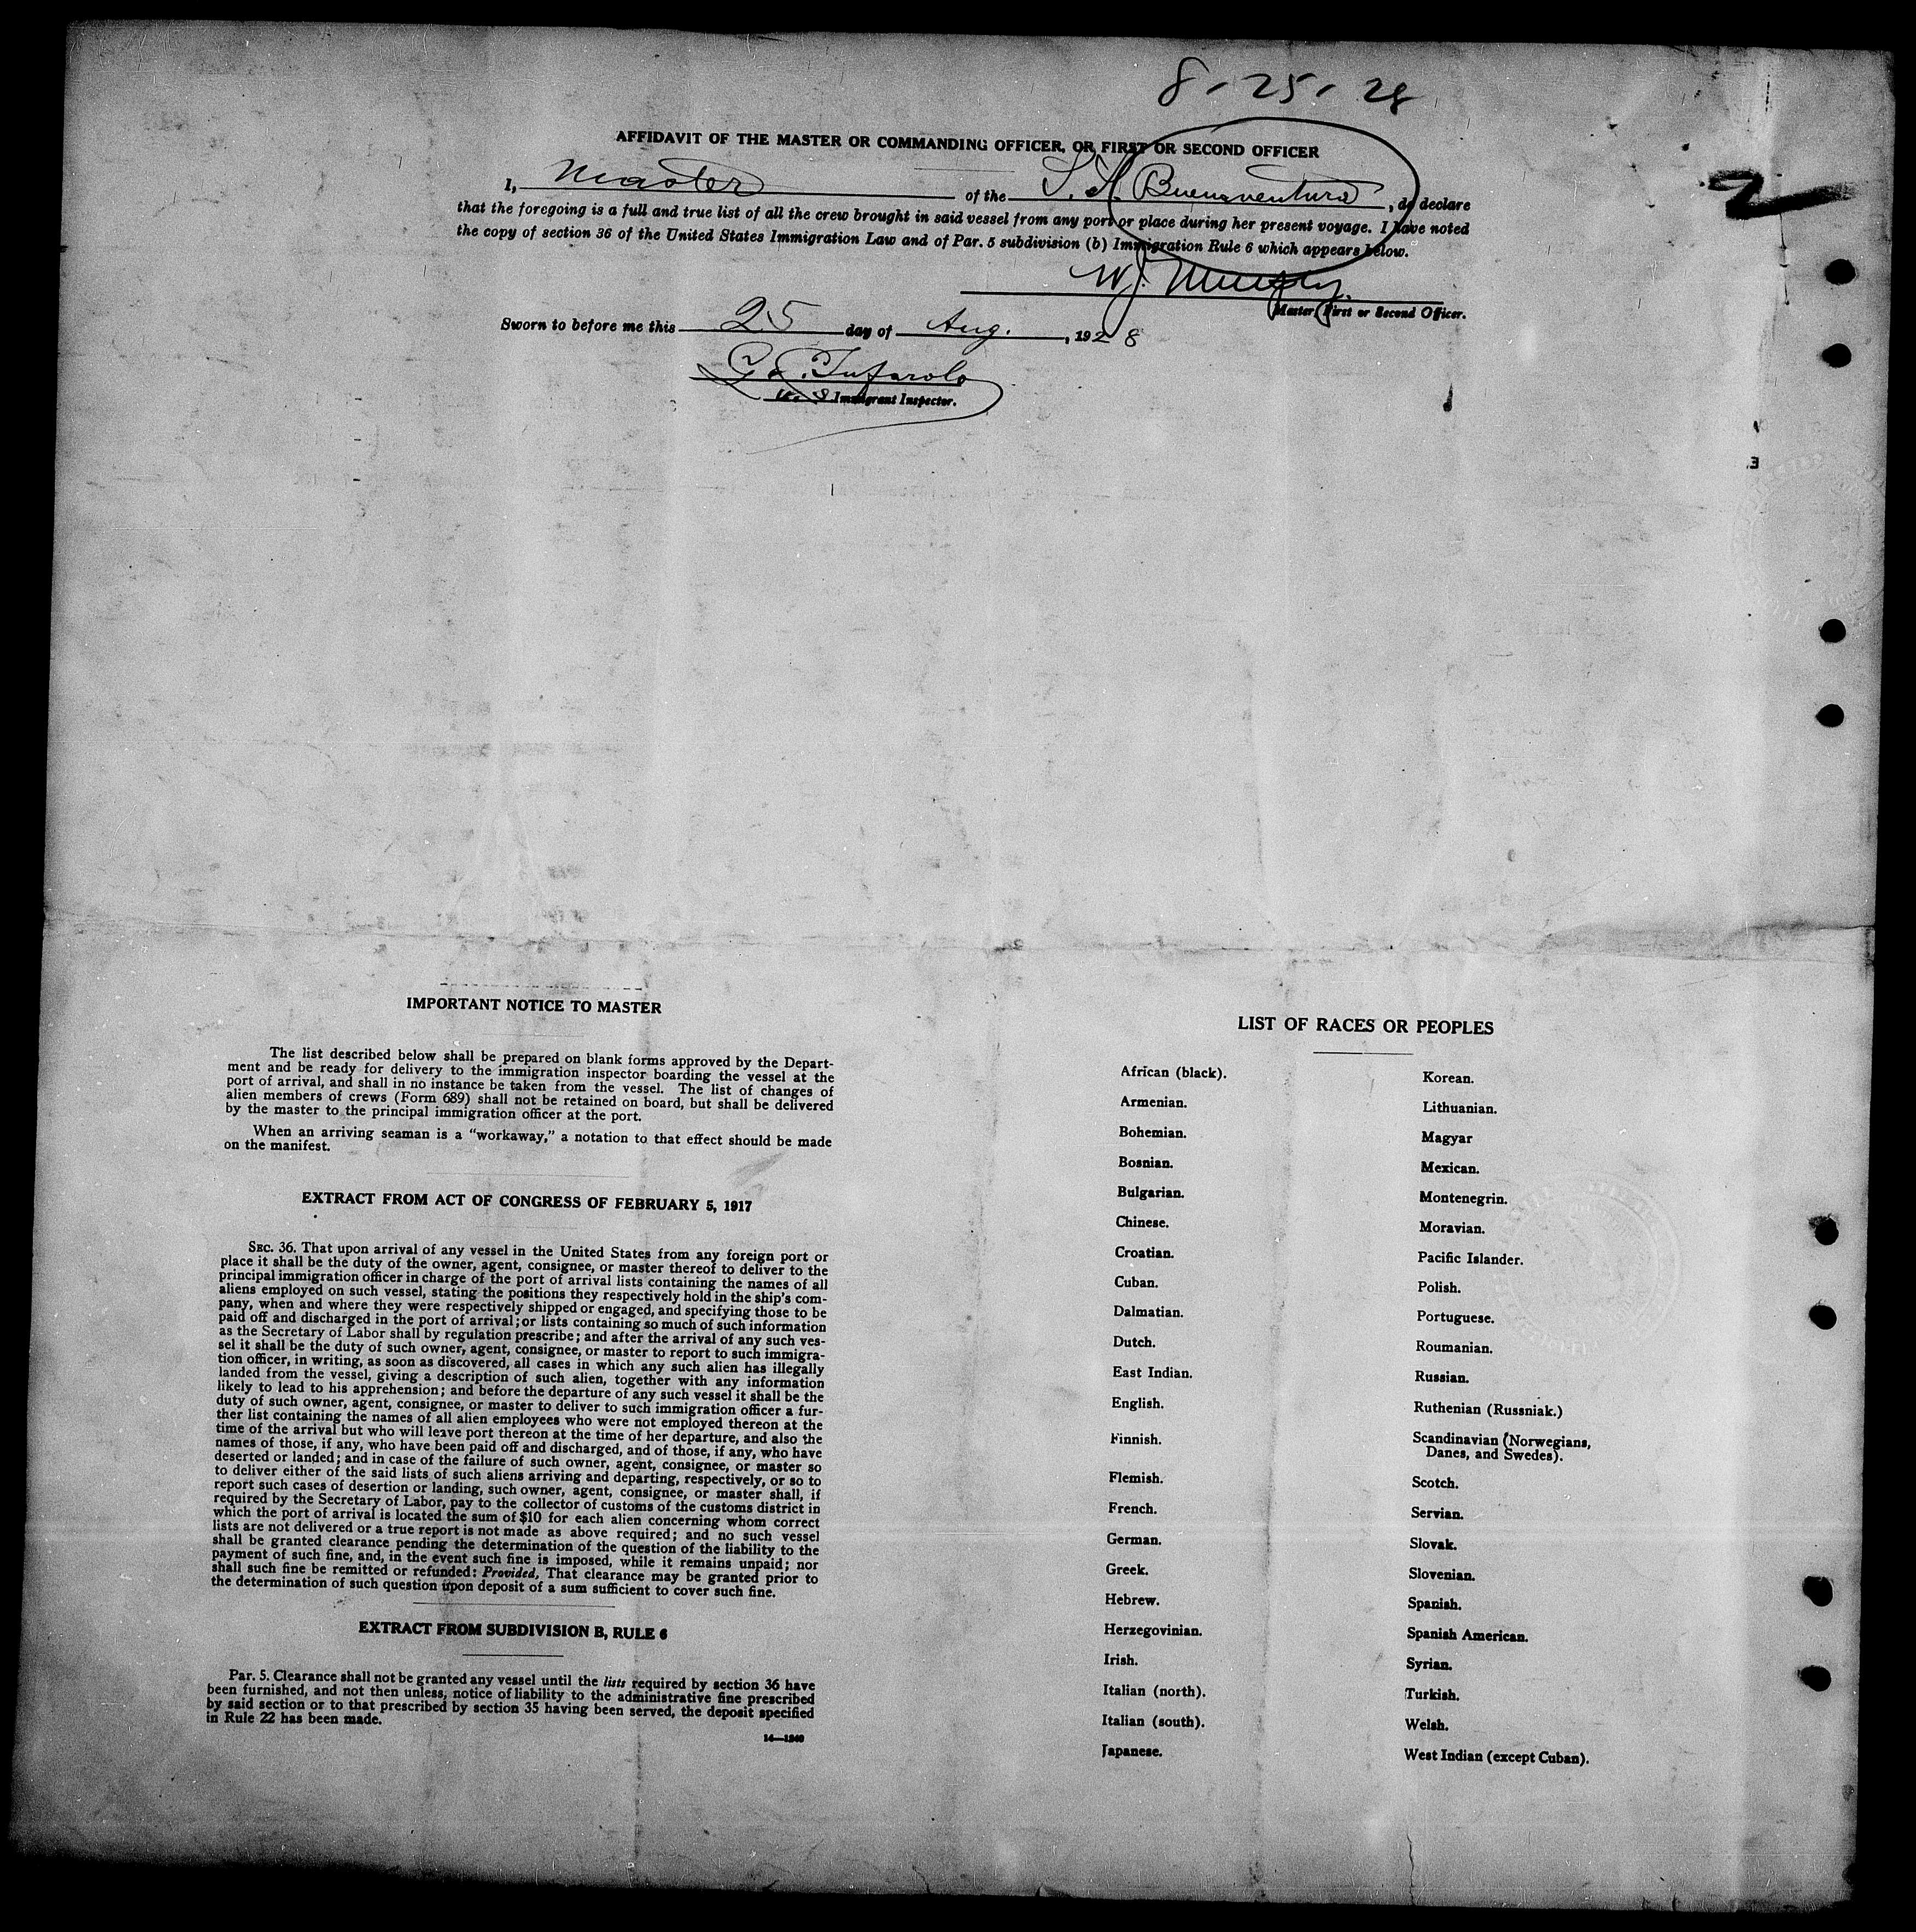 8-25-28
2
AFFIDAVIT OF THE MASTER OR COMMANDING OFFICER, OR FIRST OR SECOND OFFICER
I, Master of the S.S. Buenaventura, do declare
that the foregoing is a full and true list of all the crew brought in said vessel from any port or place during her present voyage. I have noted
the copy of section 36 of the United States Immigration Law and of Par. 5 subdivision (b) Immigration Rule 6 which appears below.
W. J. Murphy.
Master, First or Second Officer.
Sworn to before me this 25 day of Aug., 1928
Immigrant Inspector.
IMPORTANT NOTICE TO MASTER
The list described below shall be prepared on blank forms approved by the Depart-
ment and be ready for delivery to the immigration inspector boarding the vessel at the
port of arrival, and shall in no instance be taken from the vessel. The list of changes of
alien members of crews (Form 689) shall not be retained on board, but shall be delivered
by the master to the principal immigration officer at the port.
When an arriving seaman is a "workaway," a notation to that effect should be made
on the manifest.
EXTRACT FROM ACT OF CONGRESS OF FEBRUARY 5, 1917
SEC. 36. That upon arrival of any vessel in the United States from any foreign port or
place it shall be the duty of the owner, agent, consignee, or master thereof to deliver to the
principal immigration officer in charge of the port of arrival lists containing the names of all
aliens employed on such vessel, stating the positions they respectively hold in the ship's com-
pany, when and where they were respectively shipped or engaged, and specifying those to be
paid off and discharged in the port of arrival; or lists containing so much of such information
as the Secretary of Labor shall by regulation prescribe; and after the arrival of any such ves-
sel it shall be the duty of such owner, agent, consignee, or master to report to such immigra-
tion officer, in writing, as soon as discovered, all cases in which any such alien has illegally
landed from the vessel, giving a description of such alien, together with any information
likely to lead to his apprehension; and before the departure of any such vessel it shall be the
duty of such owner, agent, consignee, or master to deliver to such immigration officer a fur-
ther list containing the names of all alien employees who were not employed thereon at the
time of the arrival but who will leave port thereon at the time of her departure, and also the
names of those, if any, who have been paid off and discharged, and of those, if any, who have
deserted or landed; and in case of the failure of such owner, agent, consignee, or master so
to deliver either of the said lists of such aliens arriving and departing, respectively, or so to
report such cases of desertion or landing, such owner, agent, consignee, or master shall, if
required by the Secretary of Labor, pay to the collector of customs of the customs district in
which the port of arrival is located the sum of $10 for each alien concerning whom correct
lists are not delivered or a true report is not made as above required; and no such vessel
shall be granted clearance pending the determination of the question of the liability to the
payment of such fine, and, in the event such fine is imposed, while it remains unpaid; nor
shall such fine be remitted or refunded: Provided, That clearance may be granted prior to
the determination of such question upon deposit of a sum sufficient to cover such fine.
EXTRACT FROM SUBDIVISION B, RULE 6
Par. 5. Clearance shall not be granted any vessel until the lists required by section 36 have
been furnished, and not then unless, notice of liability to the administrative fine prescribed
by said section or to that prescribed by section 35 having been served, the deposit specified
in Rule 22 has been made.
14—1240
LIST OF RACES OR PEOPLES
African (black).
Armenian.
Bohemian.
Bosnian.
Bulgarian.
Chinese.
Croatian.
Cuban.
Dalmatian.
Dutch.
East Indian.
English.
Finnish.
Flemish.
French.
German.
Greek.
Hebrew.
Herzegovinian.
Irish.
Italian (north).
Italian (south).
Japanese.
Korean.
Lithuanian.
Magyar
Mexican.
Montenegrin.
Moravian.
Pacific Islander.
Polish.
Portuguese.
Roumanian.
Russian.
Ruthenian (Russniak.)
Scandinavian (Norwegians,
Danes, and Swedes).
Scotch.
Servian.
Slovak.
Slovenian.
Spanish.
Spanish American.
Syrian.
Turkish.
Welsh.
West Indian (except Cuban).